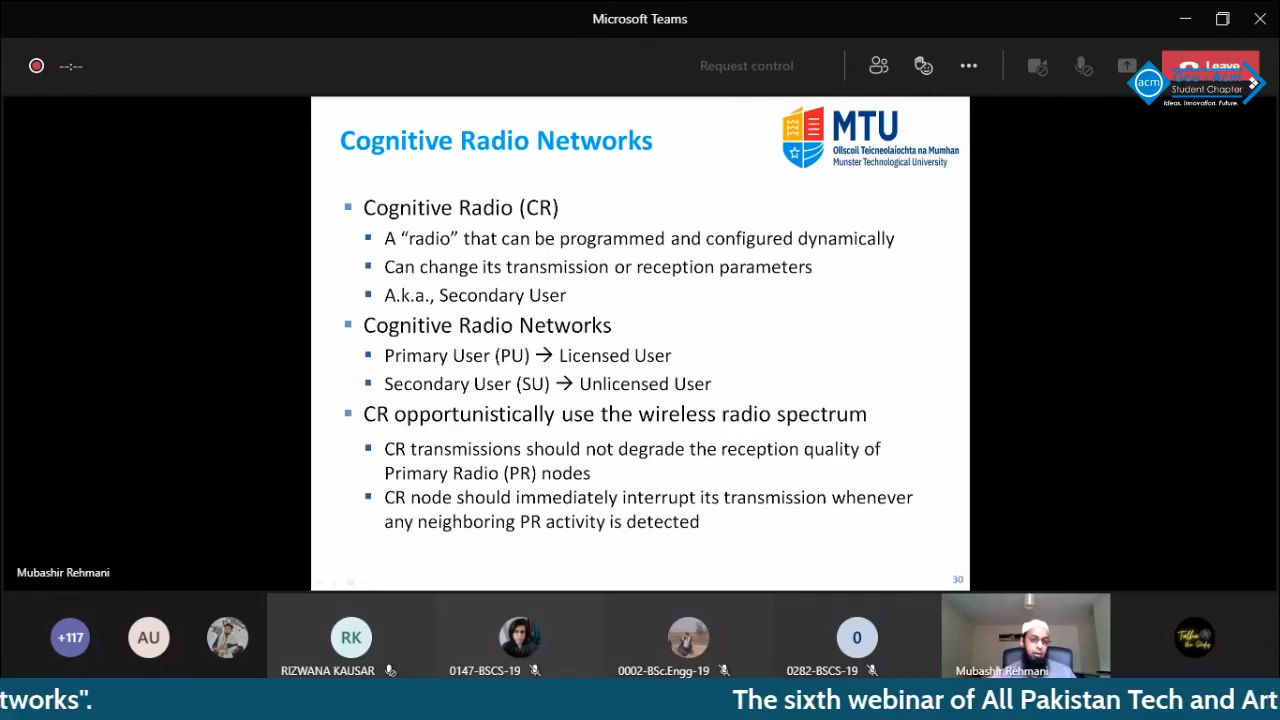 Microsoft Teams
--:--
Request control
Leave
acm
Student Chapter
Ideas. Innovation. Future.
Cognitive Radio Networks
MTU
Ollscoil Teicneolaíochta na Mumhan
Munster Technological University
Cognitive Radio (CR)
A “radio” that can be programmed and configured dynamically
Can change its transmission or reception parameters
A.k.a., Secondary User
Cognitive Radio Networks
Primary User (PU) → Licensed User
Secondary User (SU) → Unlicensed User
CR opportunistically use the wireless radio spectrum
CR transmissions should not degrade the reception quality of
Primary Radio (PR) nodes
CR node should immediately interrupt its transmission whenever
any neighboring PR activity is detected
30
Mubashir Rehmani
+117
AU
RK
0
RIZWANA KAUSAR
0147-BSCS-19
0002-BSc.Engg-19
0282-BSCS-19
Mubashir Rehmani
tworks".
The sixth webinar of All Pakistan Tech and Art